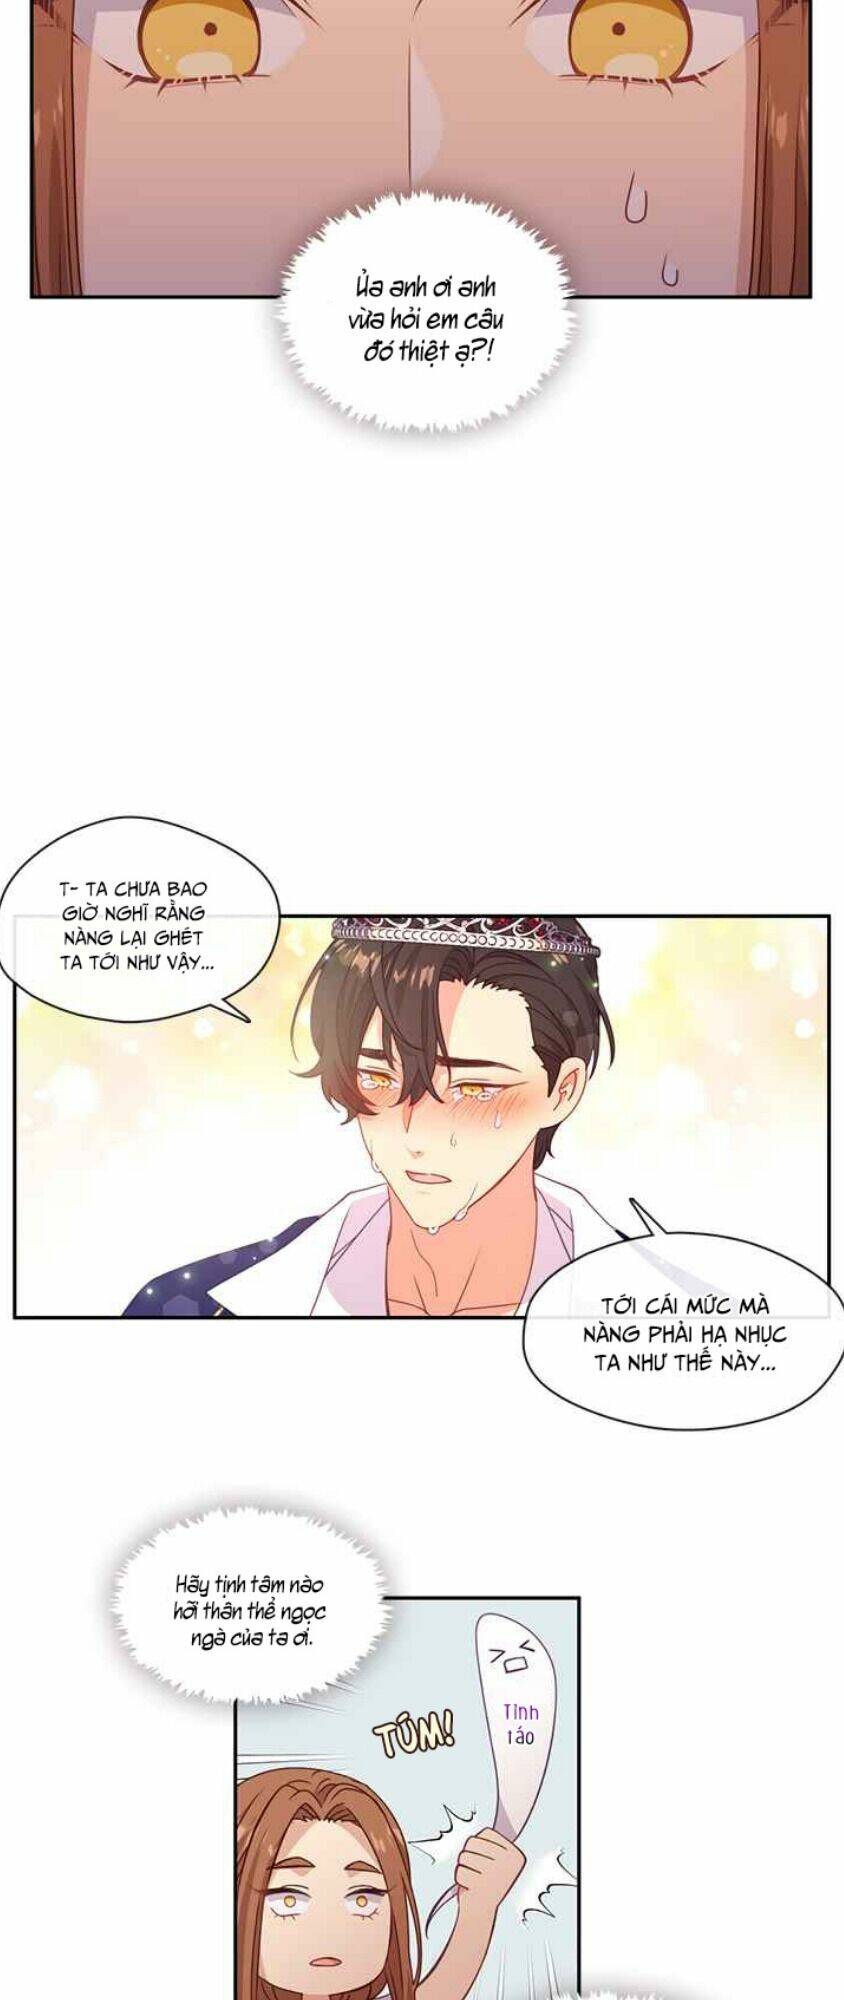 Ủa anh ơi anh
vừa hỏi em câu
đó thiệt ạ?!
T- TA CHƯA BAO
GIỜ NGHĨ RẰNG
NÀNG LẠI GHÉT
TA TỚI NHƯ VẬY...
TỚI CÁI MỨC MÀ
NÀNG PHẢI HẠ NHỤC
TA NHƯ THẾ NÀY...
Hãy tịnh tâm nào
hỡi thân thể ngọc
ngà của ta ơi.
TÚM!
Tỉnh
táo